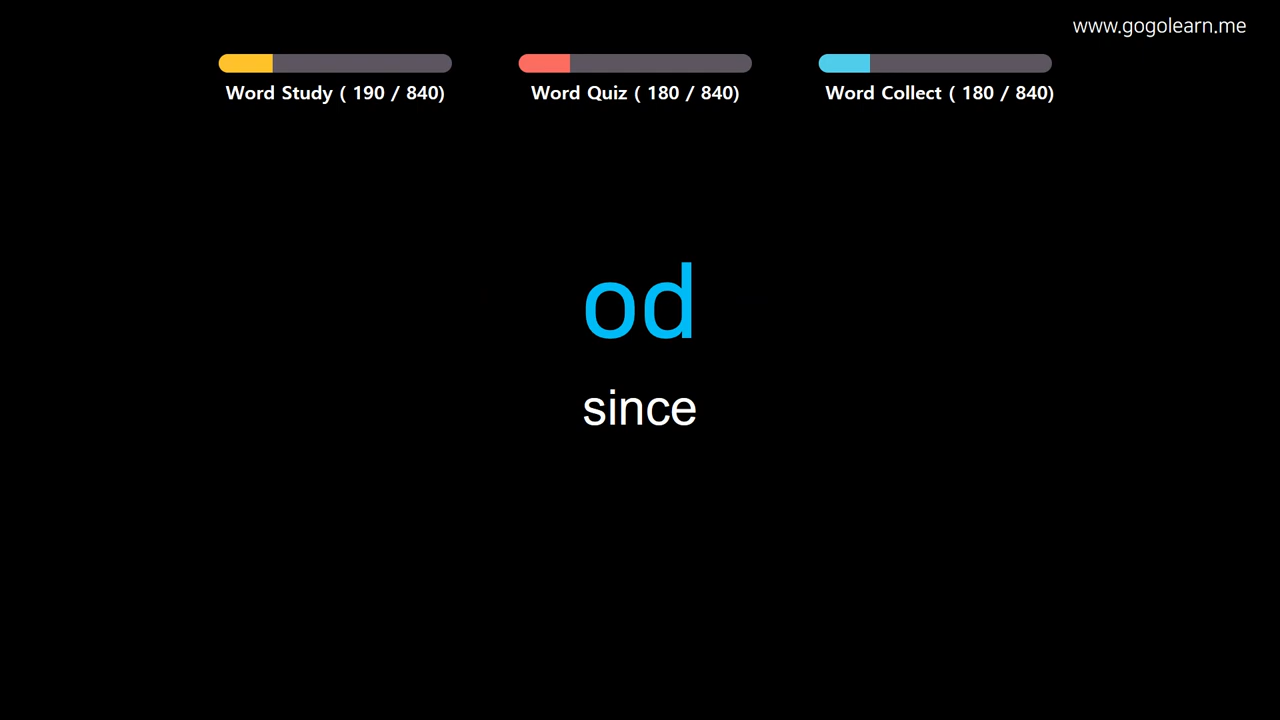 www.gogolearn.me
Word Study ( 190 / 840)
Word Quiz ( 180 / 840)
Word Collect ( 180 / 840)
od
since